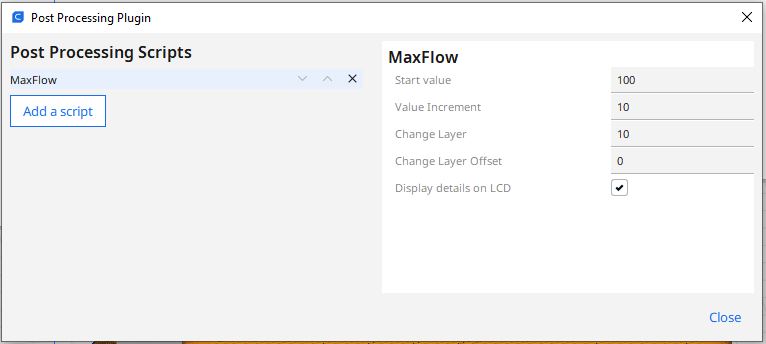 Post Processing Plugin
Post Processing Scripts
MaxFlow
Add a script
MaxFlow
Start value 100
Value Increment 10
Change Layer 10
Change Layer Offset 0
Display details on LCD
Close